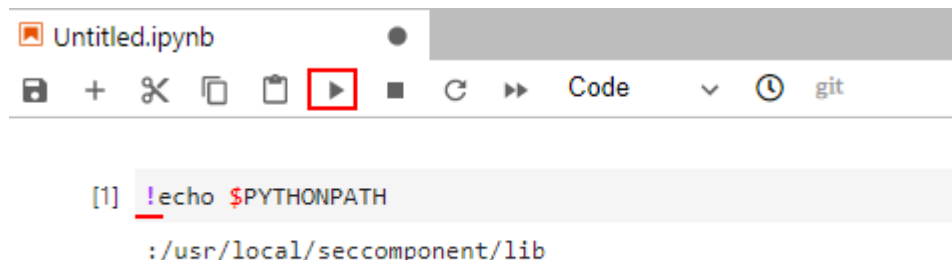 Untitled.ipynb
Code git
[1] !echo $PYTHONPATH
:/usr/local/seccomponent/lib